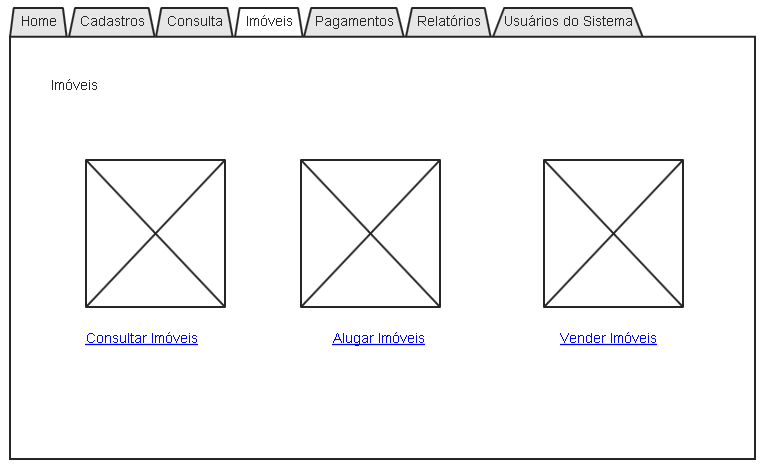 Home Cadastros Consulta Imóveis Pagamentos Relatórios Usuários do Sistema
Imóveis
Consultar Imóveis Alugar Imóveis Vender Imóveis